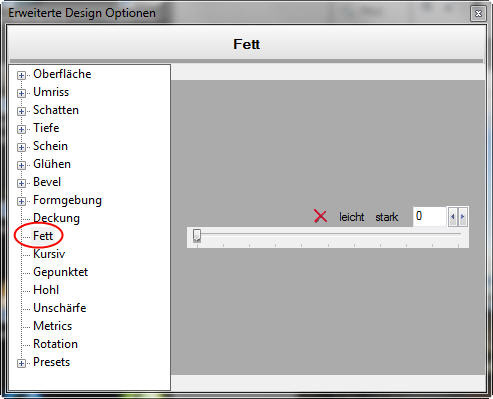 Erweiterte Design Optionen
Fett
Oberfläche
Umriss
Schatten
Tiefe
Schein
Glühen
Bevel
Formgebung
Deckung
Fett
Kursiv
Gepunktet
Hohl
Unschärfe
Metrics
Rotation
Presets
leicht stark 0